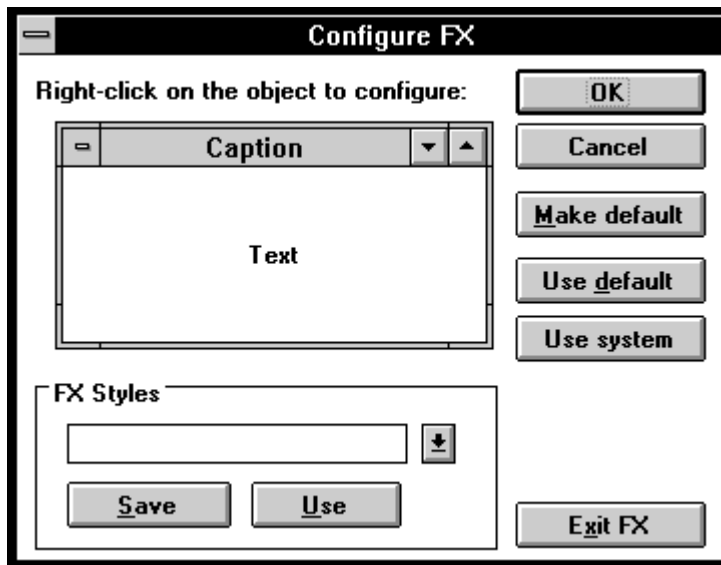 Configure FX
Right-click on the object to configure:
OK
Caption
Cancel
Text
Make default
Use default
Use system
FX Styles
Save
Use
Exit FX